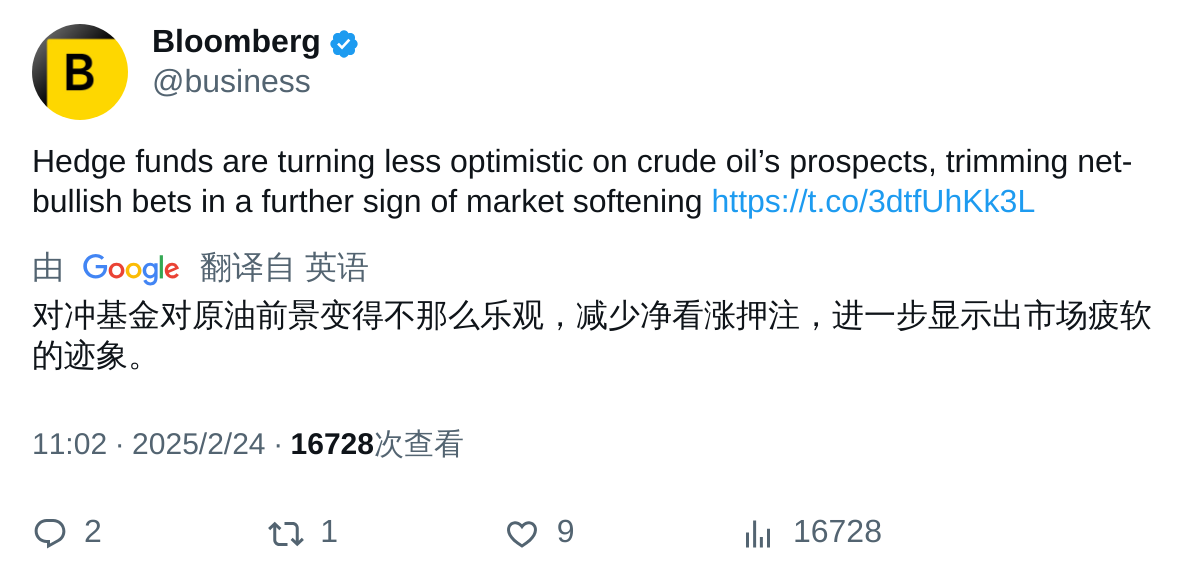 B
Bloomberg
@business
Hedge funds are turning less optimistic on crude oil’s prospects, trimming net-
bullish bets in a further sign of market softening https://t.co/3dtfUhKk3L
由 Google 翻译自 英语
对冲基金对原油前景变得不那么乐观，减少净看涨押注，进一步显示出市场疲软
的迹象。
11:02 · 2025/2/24 · 16728次查看
2 1 9 16728